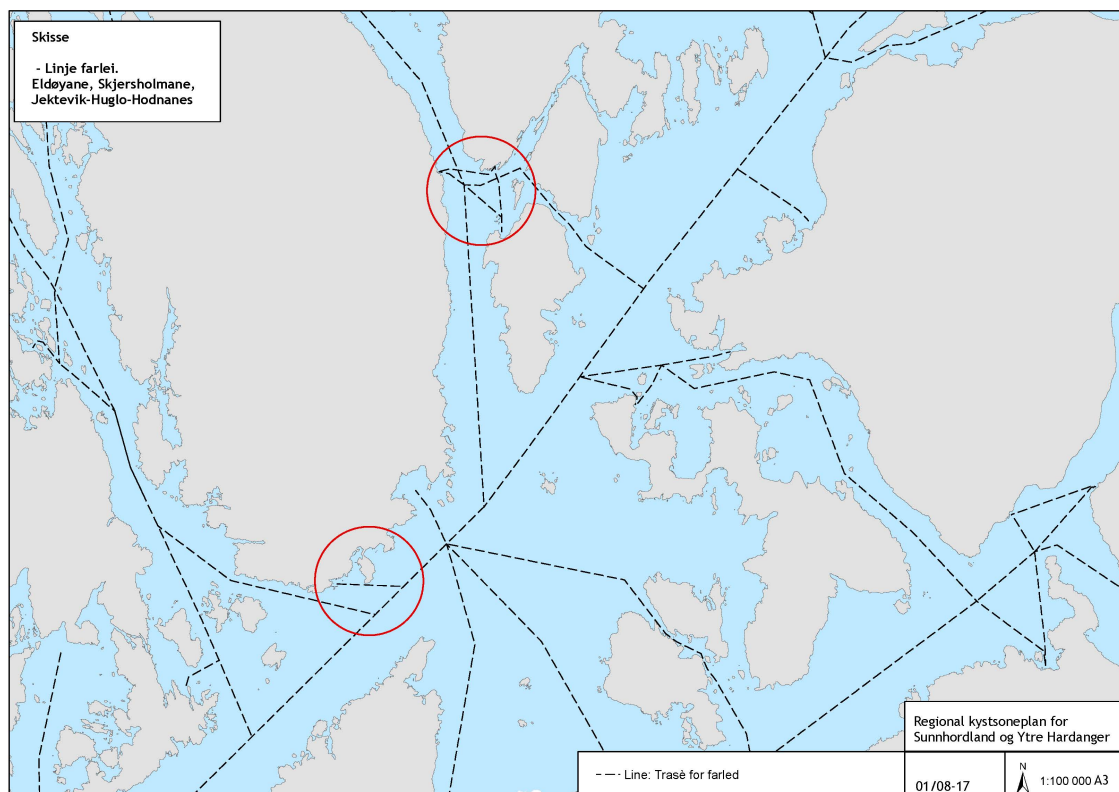 Skisse
- Linje farlei.
Eldøyane, Skjersholmane,
Jektevik-Huglo-Hodnanes
Regional kystsoneplan for
Sunnhordland og Ytre Hardanger
Line: Trasè for farled
01/08-17
N
1:100 000 A3